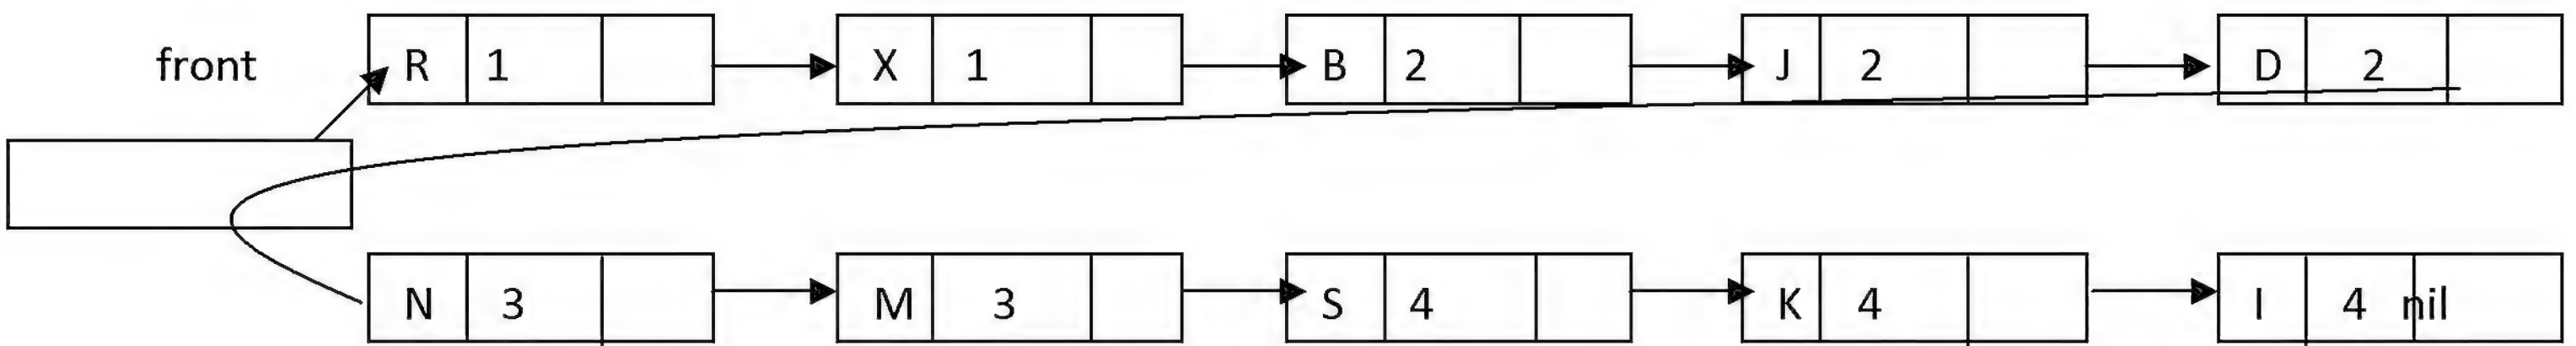 front R 1 X 1 B 2 J 2 D 2
N 3 M 3 S 4 K 4 I 4 nil